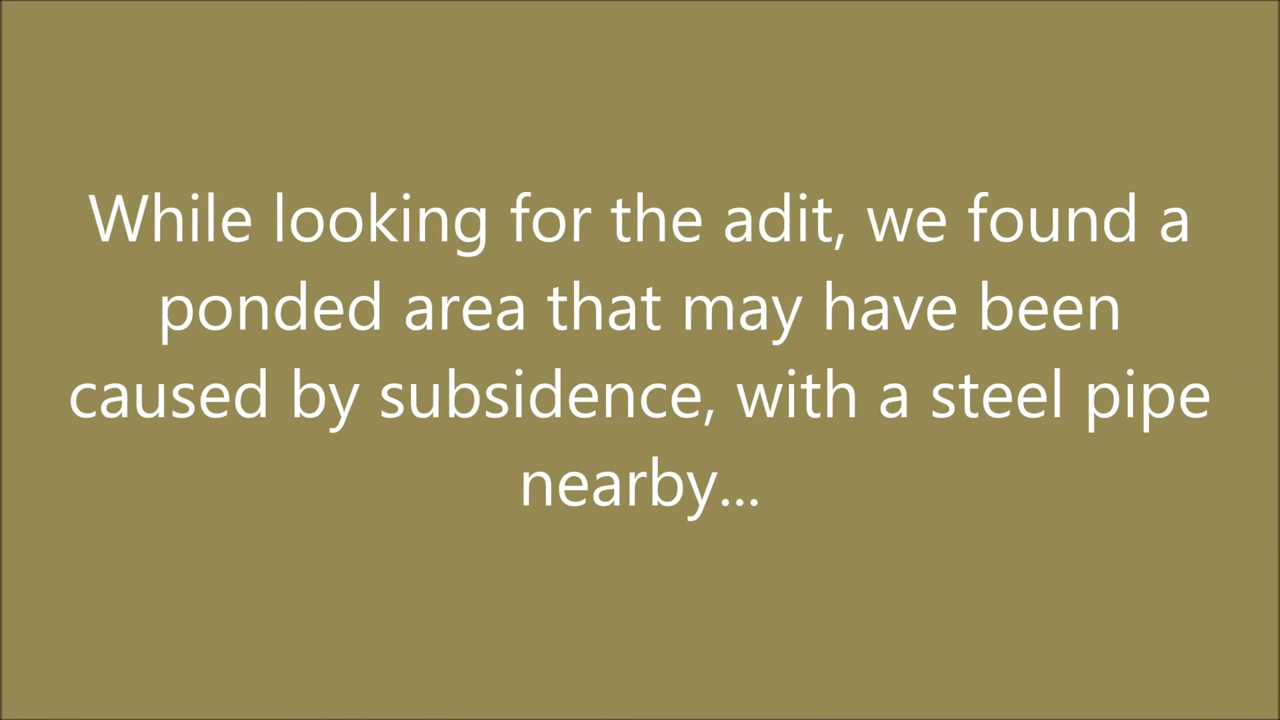 While looking for the adit, we found a
ponded area that may have been
caused by subsidence, with a steel pipe
nearby...